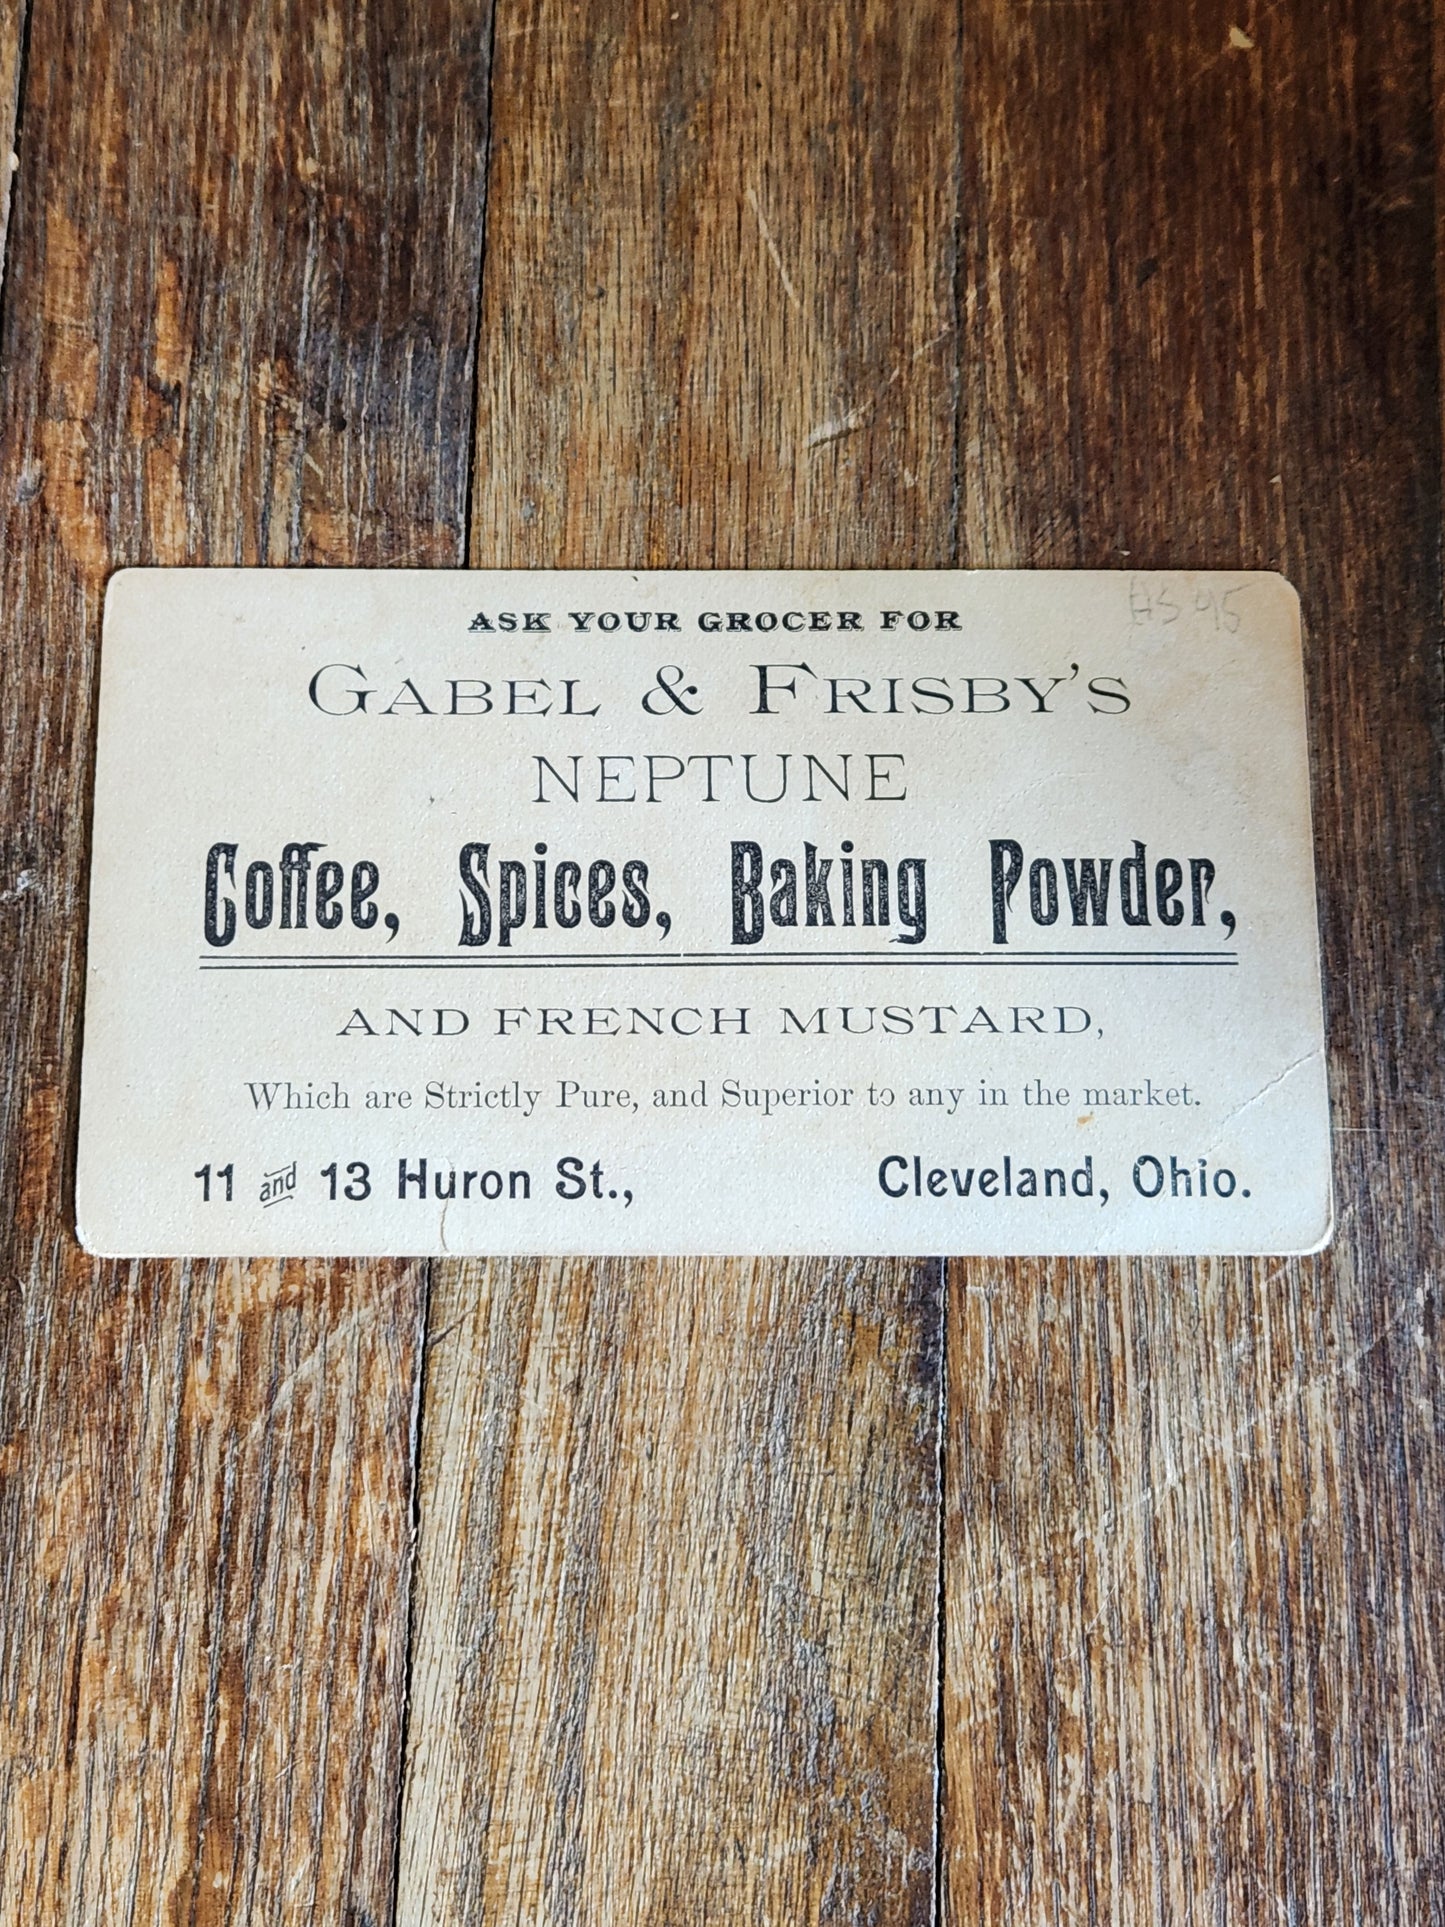 ASK YOUR GROCER FOR
GABEL & FRISBY'S
NEPTUNE
Coffee, Spices, Baking Powder,
AND FRENCH MUSTARD,
Which are Strictly Pure, and Superior to any in the market.
11 and 13 Huron St., Cleveland, Ohio.